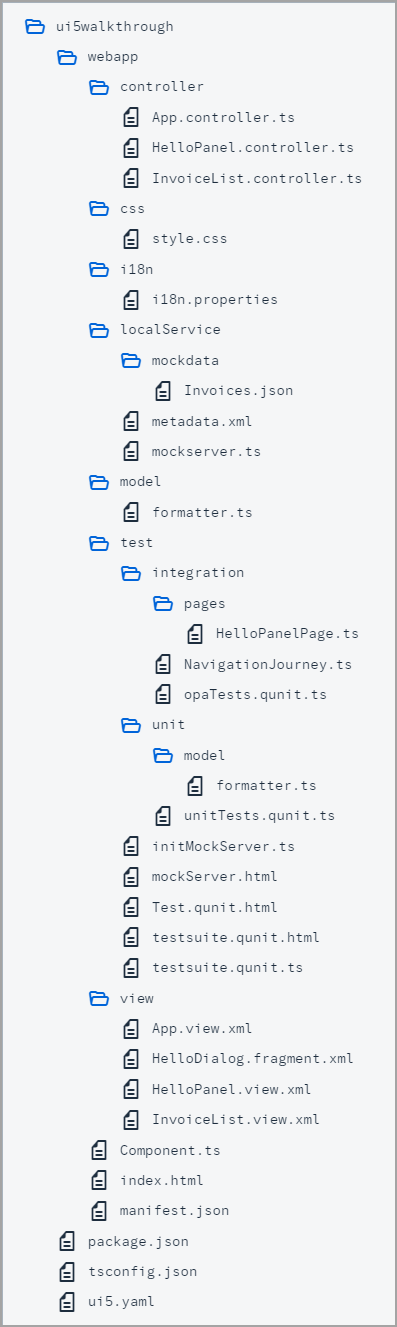 ui5walkthrough
webapp
controller
App.controller.ts
HelloPanel.controller.ts
InvoiceList.controller.ts
css
style.css
i18n
i18n.properties
localService
mockdata
Invoices.json
metadata.xml
mockserver.ts
model
formatter.ts
test
integration
pages
HelloPanelPage.ts
NavigationJourney.ts
opaTests.qunit.ts
unit
model
formatter.ts
unitTests.qunit.ts
initMockServer.ts
mockServer.html
Test.qunit.html
testsuite.qunit.html
testsuite.qunit.ts
view
App.view.xml
HelloDialog.fragment.xml
HelloPanel.view.xml
InvoiceList.view.xml
Component.ts
index.html
manifest.json
package.json
tsconfig.json
ui5.yaml